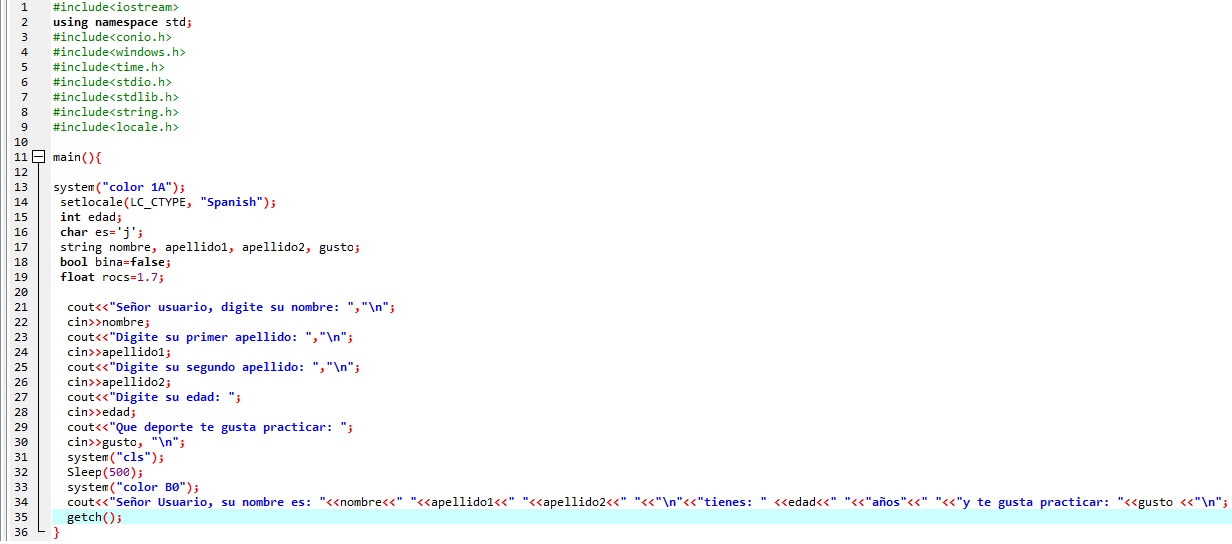 1 #include<iostream>
2 using namespace std;
3 #include<conio.h>
4 #include<windows.h>
5 #include<time.h>
6 #include<stdio.h>
7 #include<stdlib.h>
8 #include<string.h>
9 #include<locale.h>
10
11 main(){
12
13 system("color 1A");
14 setlocale(LC_CTYPE, "Spanish");
15 int edad;
16 char es='j';
17 string nombre, apellido1, apellido2, gusto;
18 bool bina=false;
19 float rocs=1.7;
20
21 cout<<"Señor usuario, digite su nombre: ","\n";
22 cin>>nombre;
23 cout<<"Digite su primer apellido: ","\n";
24 cin>>apellido1;
25 cout<<"Digite su segundo apellido: ","\n";
26 cin>>apellido2;
27 cout<<"Digite su edad: ";
28 cin>>edad;
29 cout<<"Que deporte te gusta practicar: ";
30 cin>>gusto, "\n";
31 system("cls");
32 Sleep(500);
33 system("color B0");
34 cout<<"Señor Usuario, su nombre es: "<<nombre<<" "<<apellido1<<" "<<apellido2<<" "<<"\n"<<"tienes: " <<edad<<" "<<"años"<<" "<<"y te gusta practicar: "<<gusto <<"\n";
35 getch();
36 }